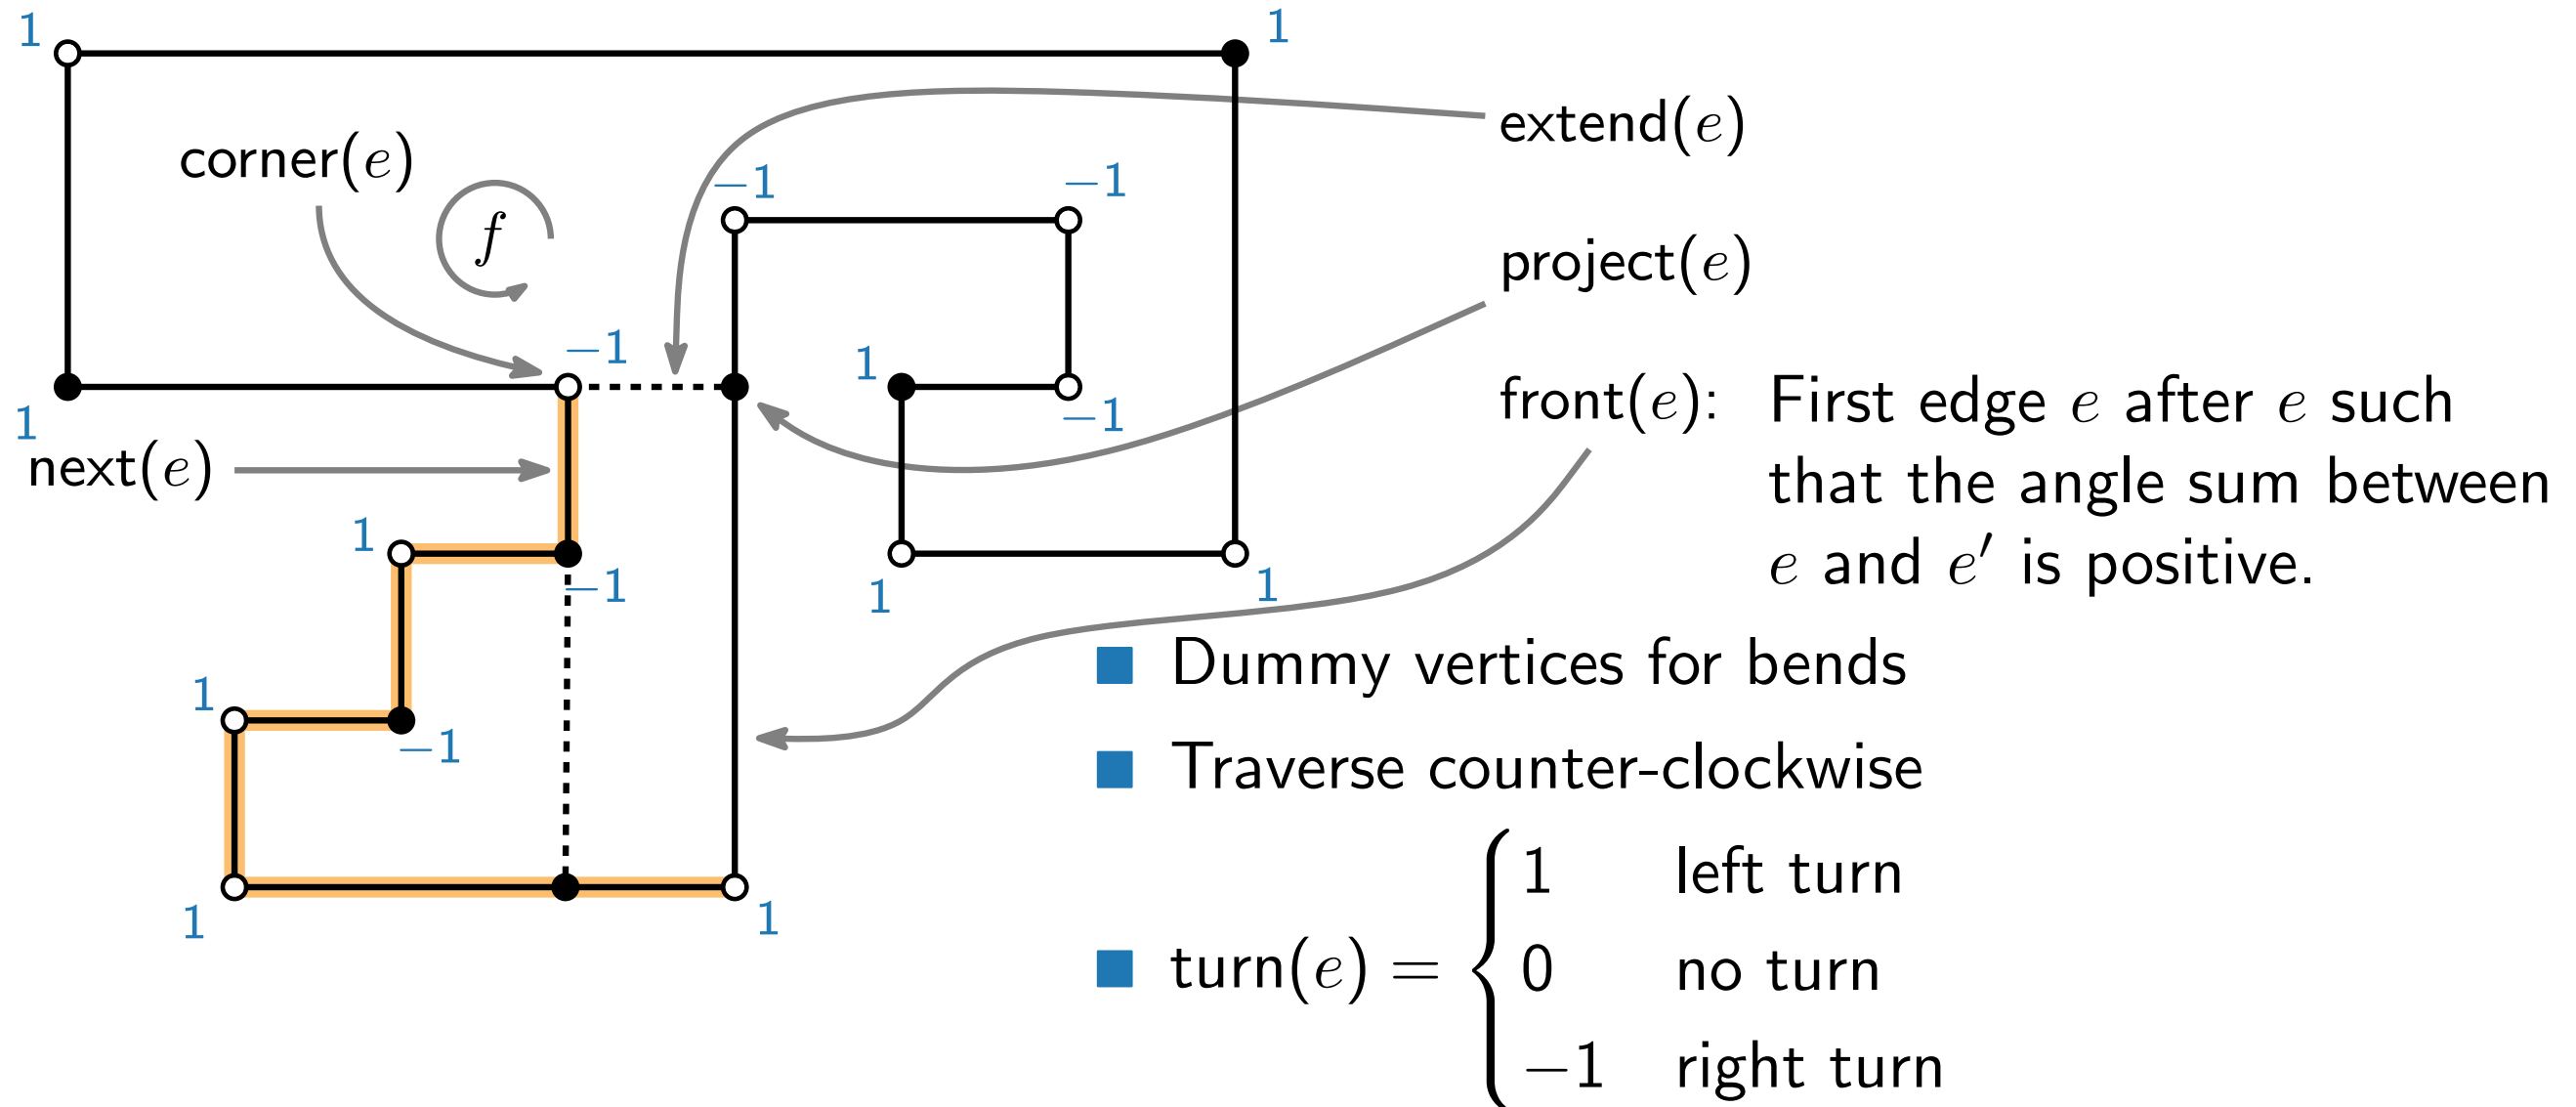 1
1
extend(e)
corner(e)
f
−1
−1
project(e)
−1
1
−1
front(e): First edge e after e such
that the angle sum between
e and e′ is positive.
1
next(e)
1
−1
1
1
1
−1
Dummy vertices for bends
Traverse counter-clockwise
1
1
turn(e) =
1 left turn
0 no turn
−1 right turn